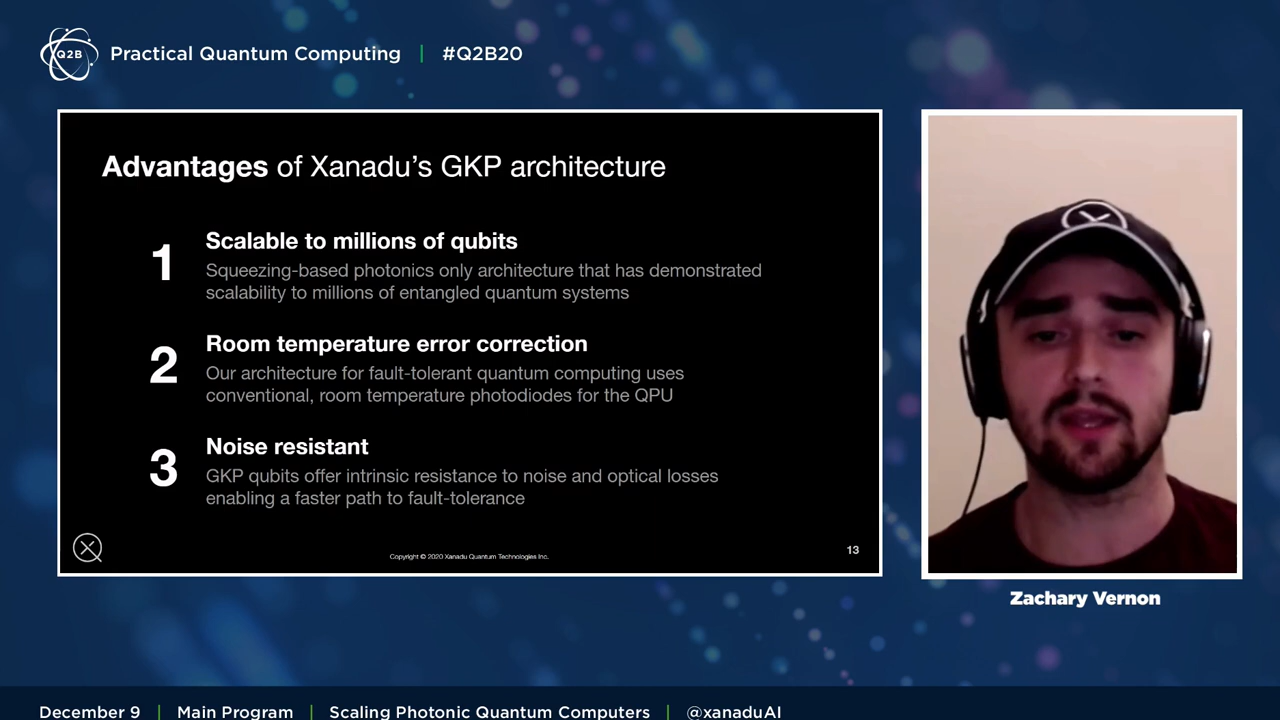 Q2B Practical Quantum Computing | #Q2B20
Advantages of Xanadu's GKP architecture
1 Scalable to millions of qubits
Squeezing-based photonics only architecture that has demonstrated
scalability to millions of entangled quantum systems
2 Room temperature error correction
Our architecture for fault-tolerant quantum computing uses
conventional, room temperature photodiodes for the QPU
3 Noise resistant
GKP qubits offer intrinsic resistance to noise and optical losses
enabling a faster path to fault-tolerance
Copyright © 2020 Xanadu Quantum Technologies Inc.
13
Zachary Vernon
December 9 | Main Program | Scaling Photonic Quantum Computers | @xanaduAI